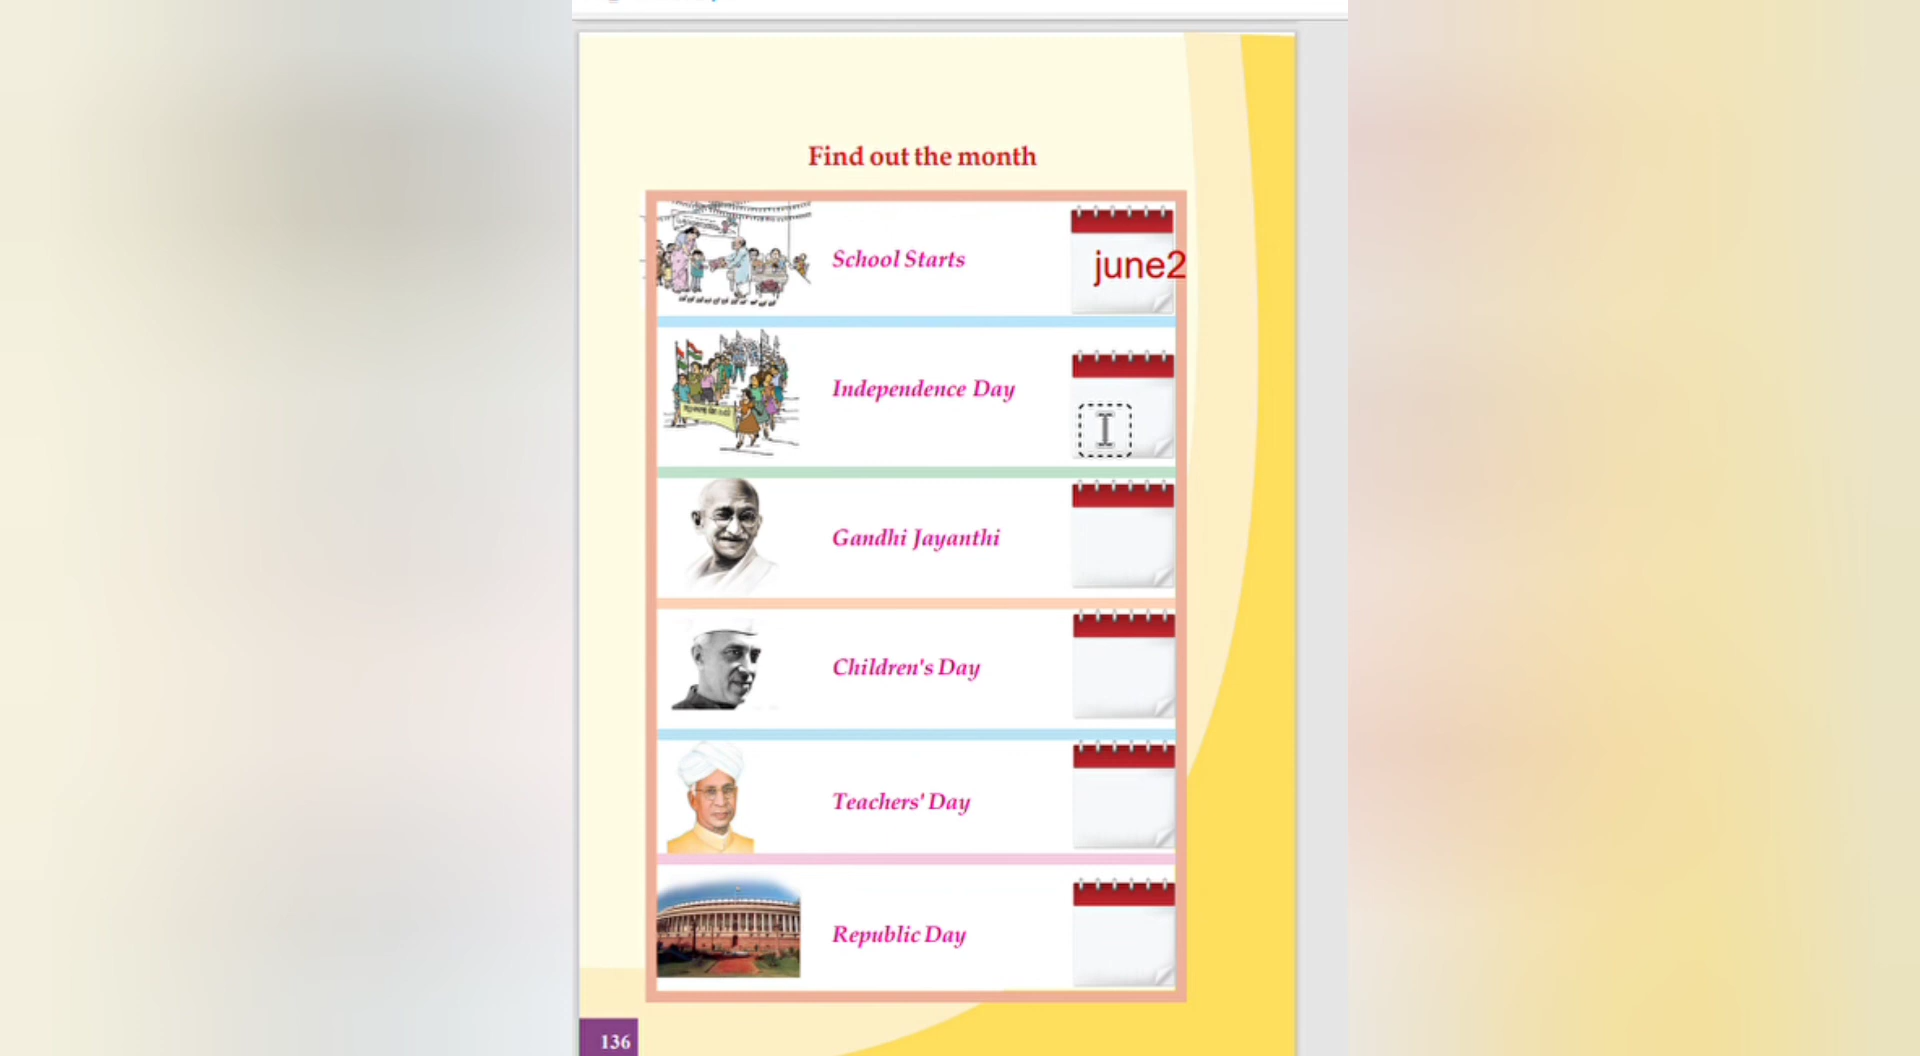 Find out the month
School Starts
june2
Independence Day
Gandhi Jayanthi
Children's Day
Teachers' Day
Republic Day
136